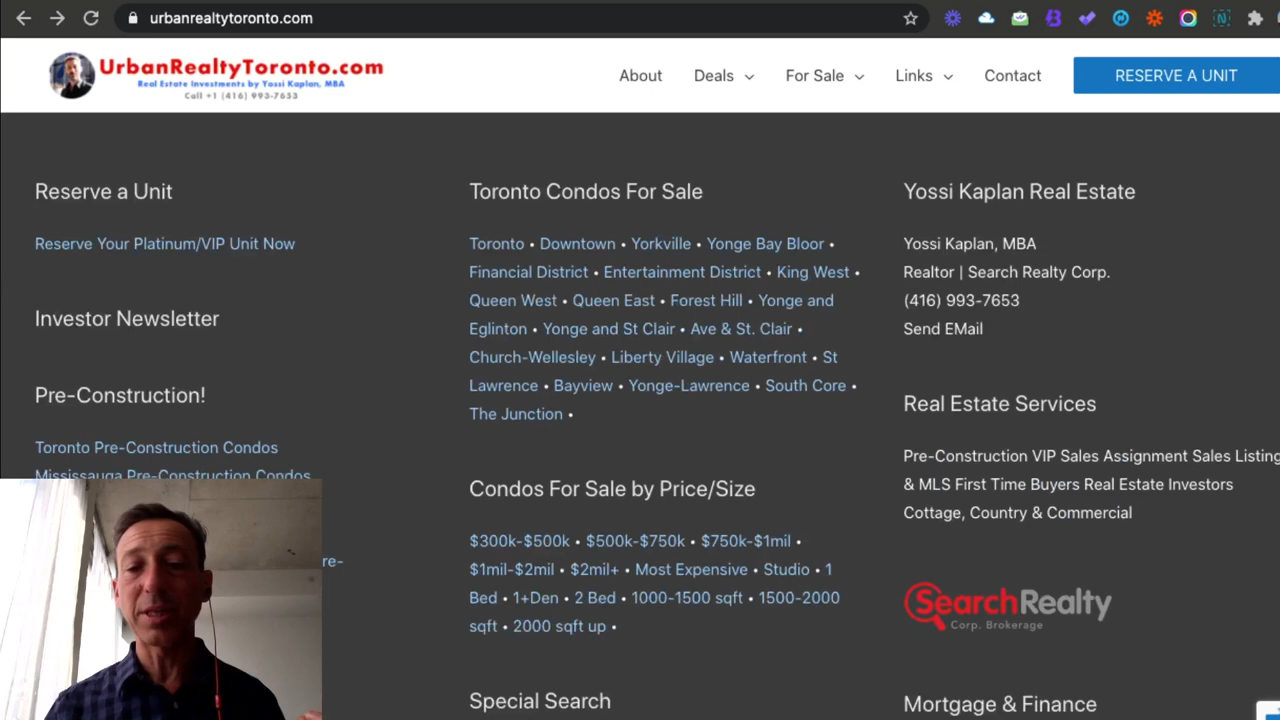 urbanrealtytoronto.com
UrbanRealtyToronto.com
Real Estate Investments by Yossi Kaplan, MBA
Call +1 (416) 993-7653
About
Deals
For Sale
Links
Contact
RESERVE A UNIT
Reserve a Unit
Reserve Your Platinum/VIP Unit Now
Investor Newsletter
Pre-Construction!
Toronto Pre-Construction Condos
Mississauga Pre-Construction Condos
re-
Toronto Condos For Sale
Toronto • Downtown • Yorkville • Yonge Bay Bloor •
Financial District • Entertainment District • King West •
Queen West • Queen East • Forest Hill • Yonge and
Eglinton • Yonge and St Clair • Ave & St. Clair •
Church-Wellesley • Liberty Village • Waterfront • St
Lawrence • Bayview • Yonge-Lawrence • South Core •
The Junction •
Condos For Sale by Price/Size
$300k-$500k • $500k-$750k • $750k-$1mil •
$1mil-$2mil • $2mil+ • Most Expensive • Studio • 1
Bed • 1+Den • 2 Bed • 1000-1500 sqft • 1500-2000
sqft • 2000 sqft up •
Special Search
Yossi Kaplan Real Estate
Yossi Kaplan, MBA
Realtor | Search Realty Corp.
(416) 993-7653
Send EMail
Real Estate Services
Pre-Construction VIP Sales Assignment Sales Listing
& MLS First Time Buyers Real Estate Investors
Cottage, Country & Commercial
SearchRealty
Corp. Brokerage
Mortgage & Finance